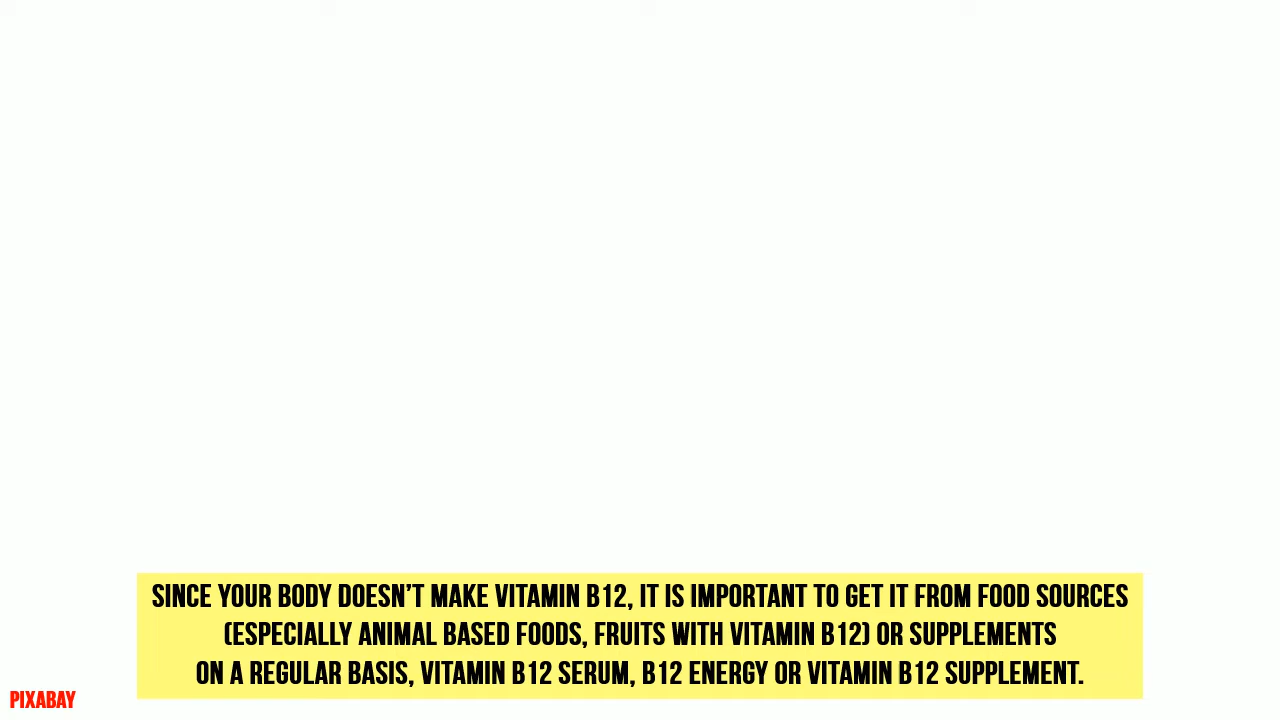 SINCE YOUR BODY DOESN'T MAKE VITAMIN B12, IT IS IMPORTANT TO GET IT FROM FOOD SOURCES
(ESPECIALLY ANIMAL BASED FOODS, FRUITS WITH VITAMIN B12) OR SUPPLEMENTS
ON A REGULAR BASIS, VITAMIN B12 SERUM, B12 ENERGY OR VITAMIN B12 SUPPLEMENT.
PIXABAY